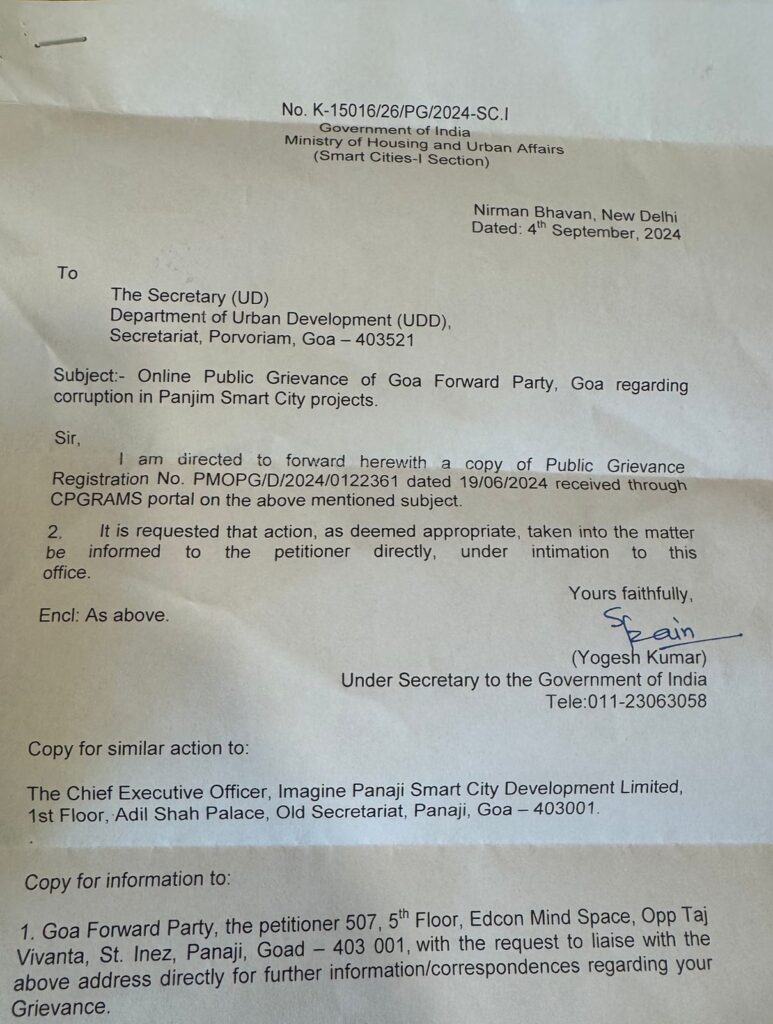 No. K-15016/26/PG/2024-SC.I
Government of India
Ministry of Housing and Urban Affairs
(Smart Cities-I Section)
Nirman Bhavan, New Delhi
Dated: 4th September, 2024
To
The Secretary (UD)
Department of Urban Development (UDD),
Secretariat, Porvoriam, Goa – 403521
Subject:- Online Public Grievance of Goa Forward Party, Goa regarding
corruption in Panjim Smart City projects.
Sir,
I am directed to forward herewith a copy of Public Grievance
Registration No. PMOPG/D/2024/0122361 dated 19/06/2024 received through
CPGRAMS portal on the above mentioned subject.
2. It is requested that action, as deemed appropriate, taken into the matter
be informed to the petitioner directly, under intimation to this
office.
Yours faithfully,
Encl: As above.
(Yogesh Kumar)
Under Secretary to the Government of India
Tele:011-23063058
Copy for similar action to:
The Chief Executive Officer, Imagine Panaji Smart City Development Limited,
1st Floor, Adil Shah Palace, Old Secretariat, Panaji, Goa – 403001.
Copy for information to:
1. Goa Forward Party, the petitioner 507, 5th Floor, Edcon Mind Space, Opp Taj
Vivanta, St. Inez, Panaji, Goad – 403 001, with the request to liaise with the
above address directly for further information/correspondences regarding your
Grievance.